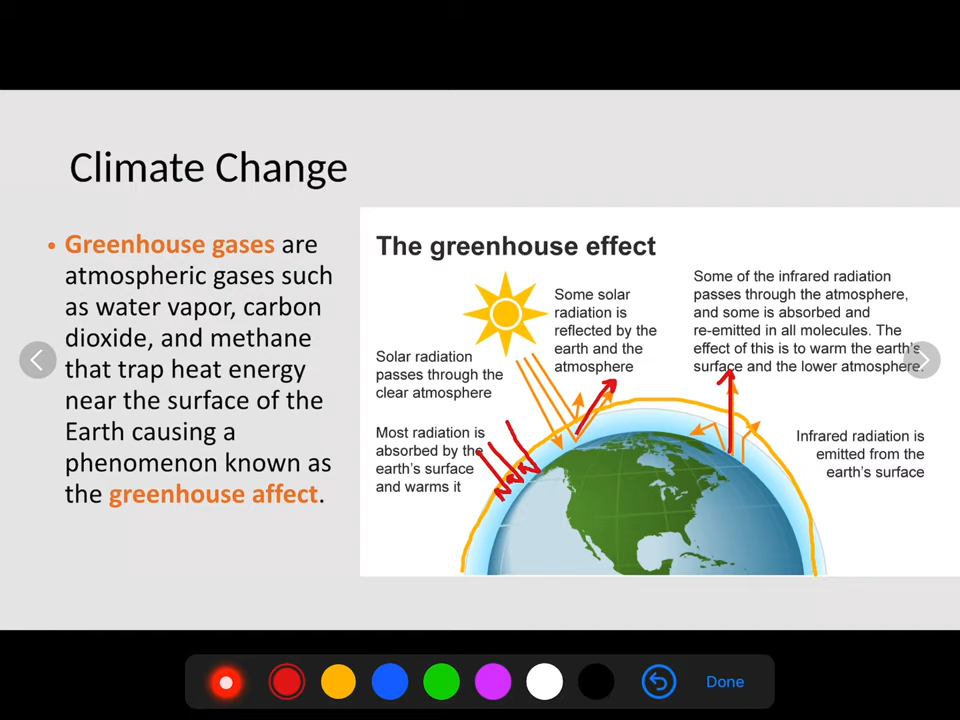 Climate Change
• Greenhouse gases are
atmospheric gases such
as water vapor, carbon
dioxide, and methane
that trap heat energy
near the surface of the
Earth causing a
phenomenon known as
the greenhouse affect.
The greenhouse effect
Solar radiation
passes through the
clear atmosphere
Most radiation is
absorbed by the
earth's surface
and warms it
Some solar
radiation is
reflected by the
earth and the
atmosphere
Some of the infrared radiation
passes through the atmosphere,
and some is absorbed and
re-emitted in all molecules. The
effect of this is to warm the earth's
surface and the lower atmosphere.
Infrared radiation is
emitted from the
earth's surface
Done